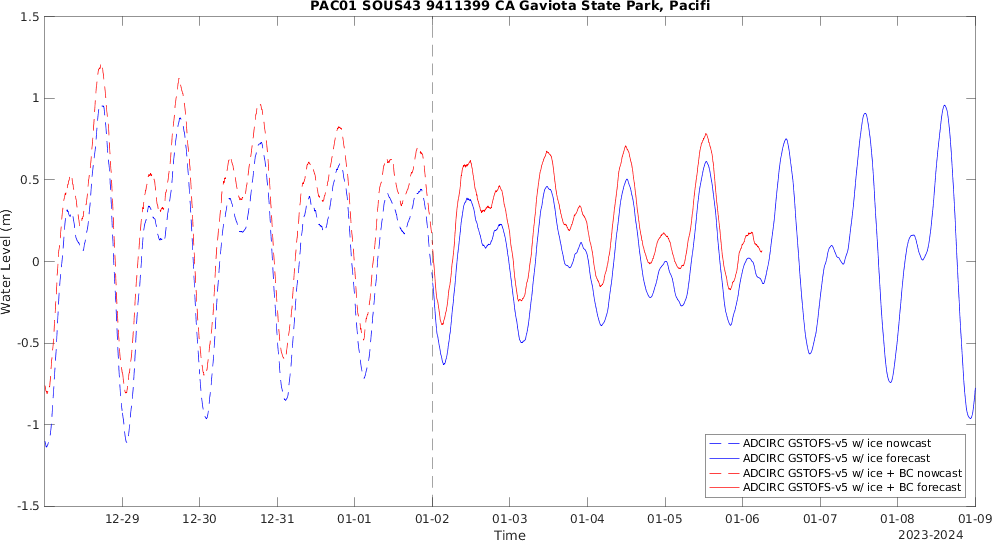 PAC01 SOUS43 9411399 CA Gaviota State Park, Pacifi
1.5
1
0.5
0
-0.5
-1
-1.5
Water Level (m)
12-29
12-30
12-31
01-01
01-02
01-03
01-04
01-05
01-06
01-07
01-08
01-09
Time
2023-2024
ADCIRC GSTOFS-v5 w/ ice nowcast
ADCIRC GSTOFS-v5 w/ ice forecast
ADCIRC GSTOFS-v5 w/ ice + BC nowcast
ADCIRC GSTOFS-v5 w/ ice + BC forecast